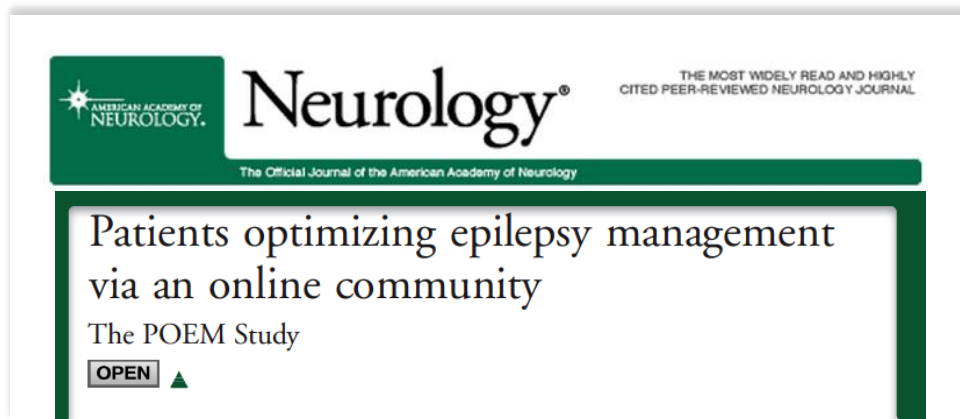 AMERICAN ACADEMY OF
NEUROLOGY.
Neurology®
THE MOST WIDELY READ AND HIGHLY
CITED PEER-REVIEWED NEUROLOGY JOURNAL
The Official Journal of the American Academy of Neurology
Patients optimizing epilepsy management
via an online community
The POEM Study
OPEN